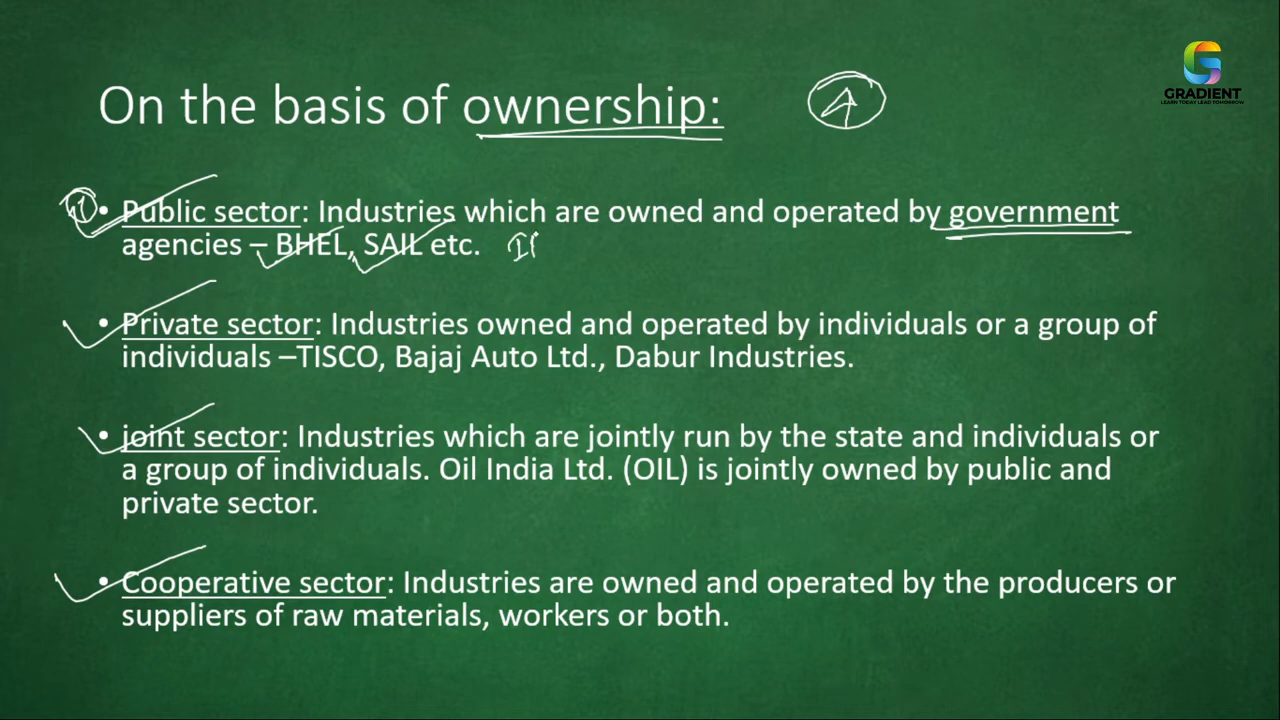 On the basis of ownership: 4
GRADIENT
LEARN TODAY LEAD TOMORROW
① • Public sector: Industries which are owned and operated by government
agencies – BHEL, SAIL etc.
• Private sector: Industries owned and operated by individuals or a group of
individuals –TISCO, Bajaj Auto Ltd., Dabur Industries.
• joint sector: Industries which are jointly run by the state and individuals or
a group of individuals. Oil India Ltd. (OIL) is jointly owned by public and
private sector.
• Cooperative sector: Industries are owned and operated by the producers or
suppliers of raw materials, workers or both.